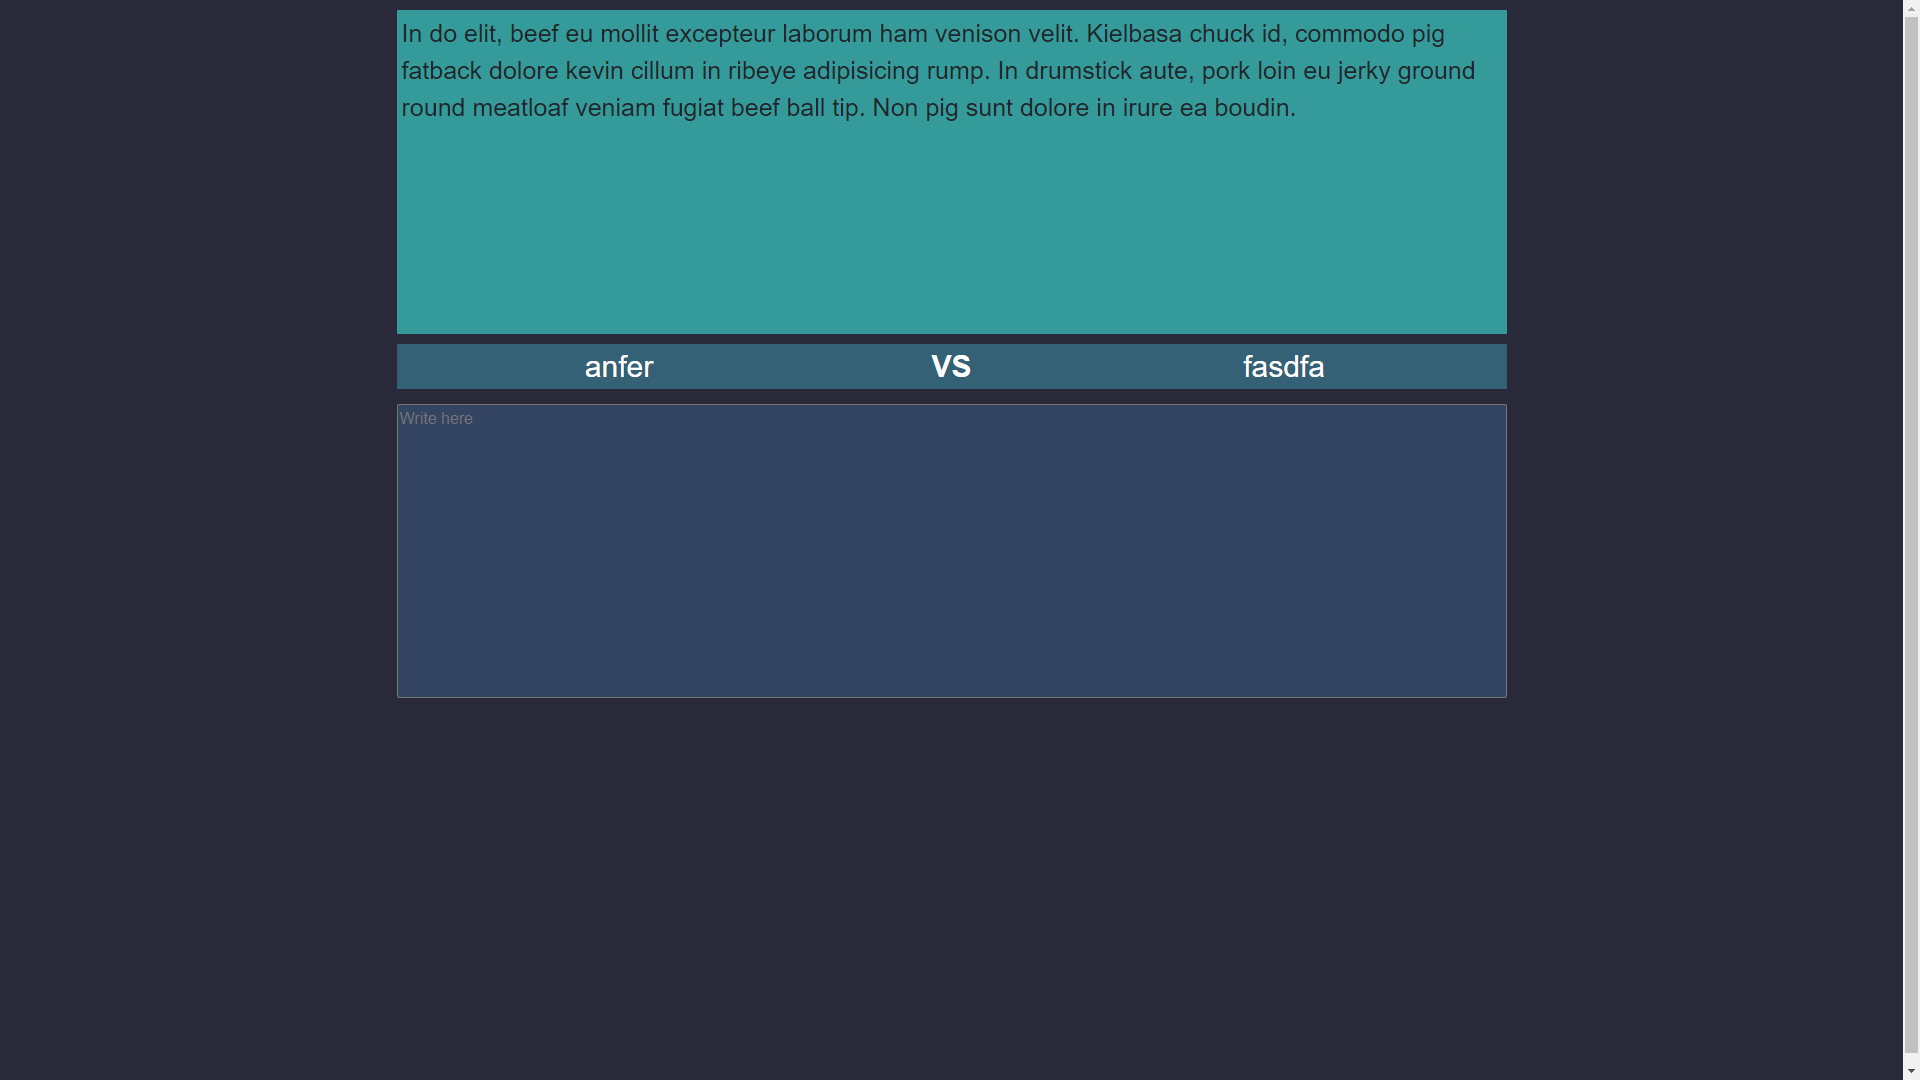 In do elit, beef eu mollit excepteur laborum ham venison velit. Kielbasa chuck id, commodo pig
fatback dolore kevin cillum in ribeye adipisicing rump. In drumstick aute, pork loin eu jerky ground
round meatloaf veniam fugiat beef ball tip. Non pig sunt dolore in irure ea boudin.
anfer VS fasdfa
Write here